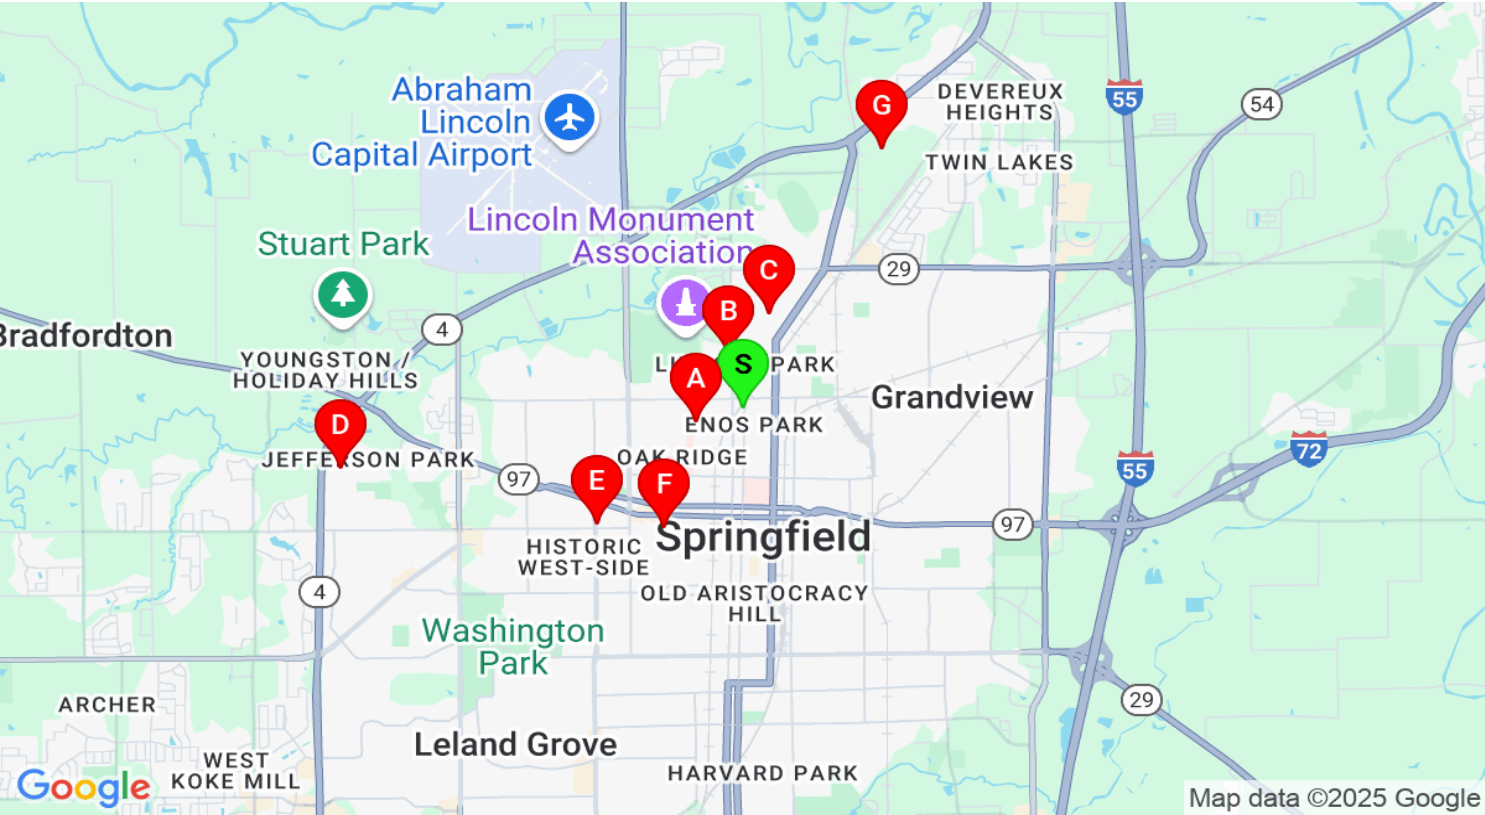 Abraham
Lincoln
Capital Airport
55
54
G
DEVEREUX
HEIGHTS
TWIN LAKES
Lincoln Monument
Association
Stuart Park
C
29
B
4
Bradfordton
YOUNGSTON /
HOLIDAY HILLS
PARK
S
A
Grandview
D
ENOS PARK
JEFFERSON PARK
OAK RIDGE
97
E
F
72
55
97
Springfield
HISTORIC
WEST-SIDE
4
OLD ARISTOCRACY
HILL
Washington
Park
ARCHER
29
Leland Grove
WEST
KOKE MILL
HARVARD PARK
Google
Map data ©2025 Google